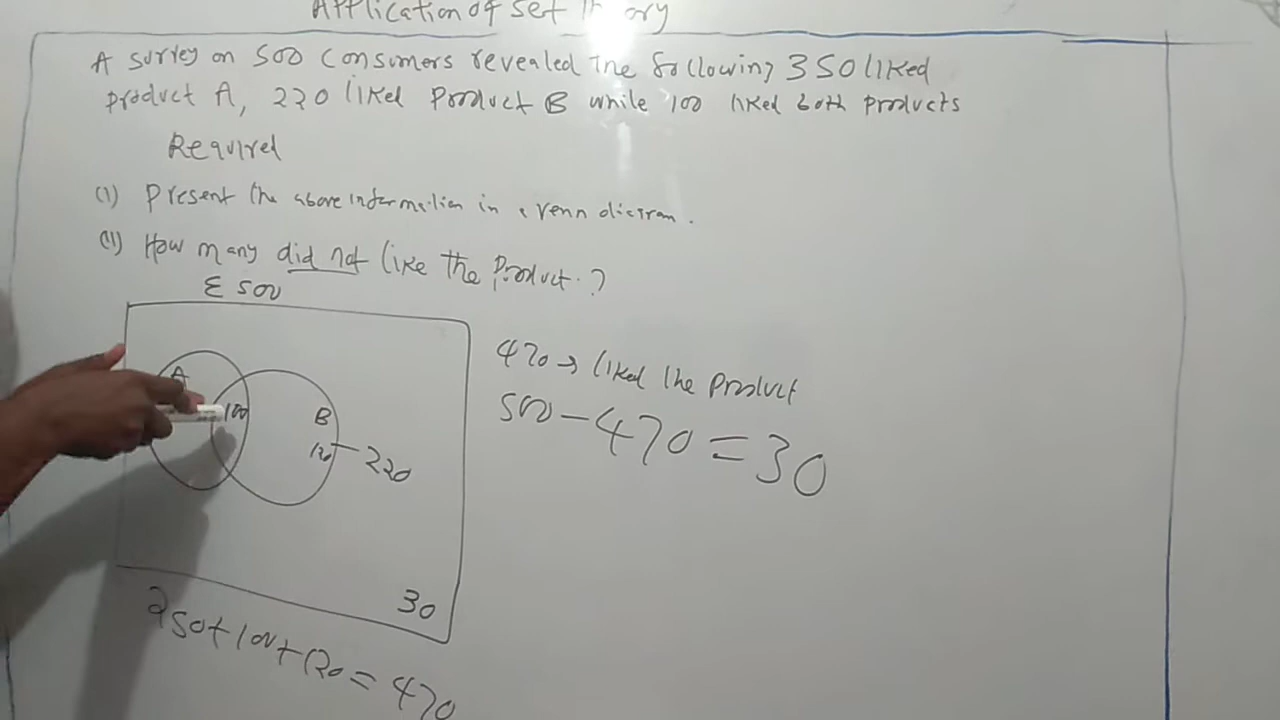 Application of set
A survey on 500 consumers revealed the following 350 liked
product A, 220 liked product B while 100 liked both products
Required
(i) Present the above information in a venn diagram.
(ii) How many did not like the product?
ε 500
A
100
B
120
220
30
250+100+120=470
470→ liked the product
500-470=30